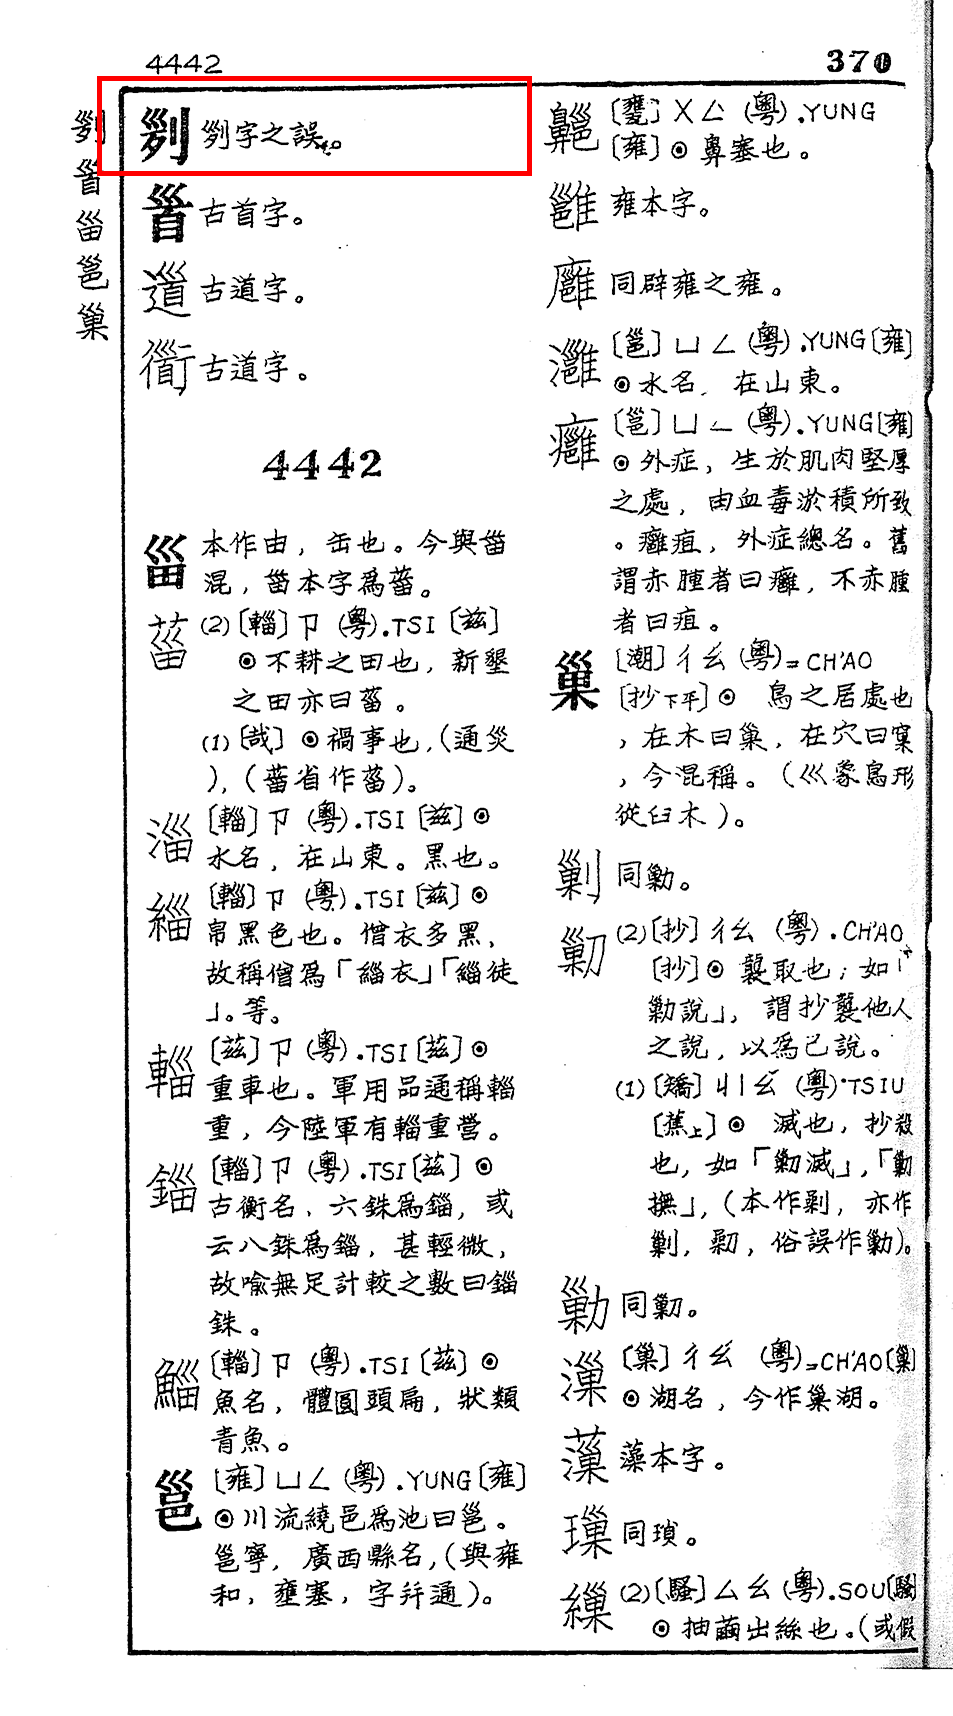 4442
370
𠛱
𩠐
甾
邕
巢
字之誤。
𩠐 古首字。
古道字。
古道字。
4442
甾 本作由，缶也。今與甾
混，甾本字為葘。
菑 (2)〔輜〕ㄗ(粵).TSI〔茲〕
⊙不耕之田也，新墾
之田亦曰菑。
(1)〔哉〕⊙禍事也，（通災
），（葘省作菑）。
淄 〔輜〕ㄗ(粵).TSI〔茲〕⊙
水名，在山東。黑也。
緇 〔輜〕ㄗ(粵).TSI〔茲〕⊙
帛黑色也。僧衣多黑，
故稱僧爲「緇衣」「緇徒
」。等。
輜 〔茲〕ㄗ(粵).TSI〔茲〕⊙
重車也。軍用品通稱輜
重，今陸軍有輜重營。
錙 〔輜〕ㄗ(粵).TSI〔茲〕⊙
古衡名，六銖爲錙，或
云八銖爲錙，甚輕微，
故喻無足計較之數曰錙
銖。
鯔 〔輜〕ㄗ(粵).TSI〔茲〕⊙
魚名，體圓頭扁，狀類
青魚。
邕 〔雍〕ㄩㄥ(粵).YUNG〔雍〕
⊙川流繞邑爲池曰邕。
邕寧，廣西縣名，（與雍
和，壅塞，字幷通）。
齆 〔甕〕ㄨㄥ(粵).YUNG
〔雍〕⊙鼻塞也。
雝 雍本字。
廱 同辟雍之雍。
灉 〔邕〕ㄩㄥ(粵).YUNG〔雍〕
⊙水名，在山東。
癰 〔邕〕ㄩㄥ(粵).YUNG〔雍〕
⊙外症，生於肌肉堅厚
之處，由血毒淤積所致
。癰疽，外症總名。舊
謂赤腫者曰癰，不赤腫
者曰疽。
巢 〔潮〕ㄔㄠ(粵)=CH'AO
〔抄下平〕⊙ 鳥之居處也
，在木曰巢，在穴曰窠
，今混稱。（巛象鳥形
從臼木）。
剿 同勦。
(2)〔抄〕ㄔㄠ(粵).CH'AO
〔抄〕⊙襲取也；如「
勦說」，謂抄襲他人
之說，以爲己說。
(1)〔矯〕ㄐㄧㄠ(粵)·TSIU
〔蕉上〕⊙ 滅也，抄殺
也，如「勦滅」，「勦
撫」，（本作剿，亦作
俗誤作勦）。
勦 同
漅 〔巢〕ㄔㄠ(粵)=CH'AO〔巢〕
⊙湖名，今作巢湖。
藻本字。
璅 同瑣。
繅 (2)〔騷〕ㄙㄠ(粵).SOU〔騷〕
⊙抽繭出絲也。（或假